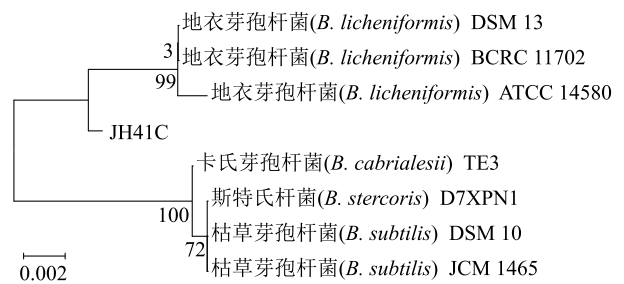 地衣芽孢杆菌(B. licheniformis) DSM 13
3
地衣芽孢杆菌(B. licheniformis) BCRC 11702
99
地衣芽孢杆菌(B. licheniformis) ATCC 14580
JH41C
卡氏芽孢杆菌(B. cabrialesii) TE3
斯特氏杆菌(B. stercoris) D7XPN1
100
枯草芽孢杆菌(B. subtilis) DSM 10
72
枯草芽孢杆菌(B. subtilis) JCM 1465
0.002